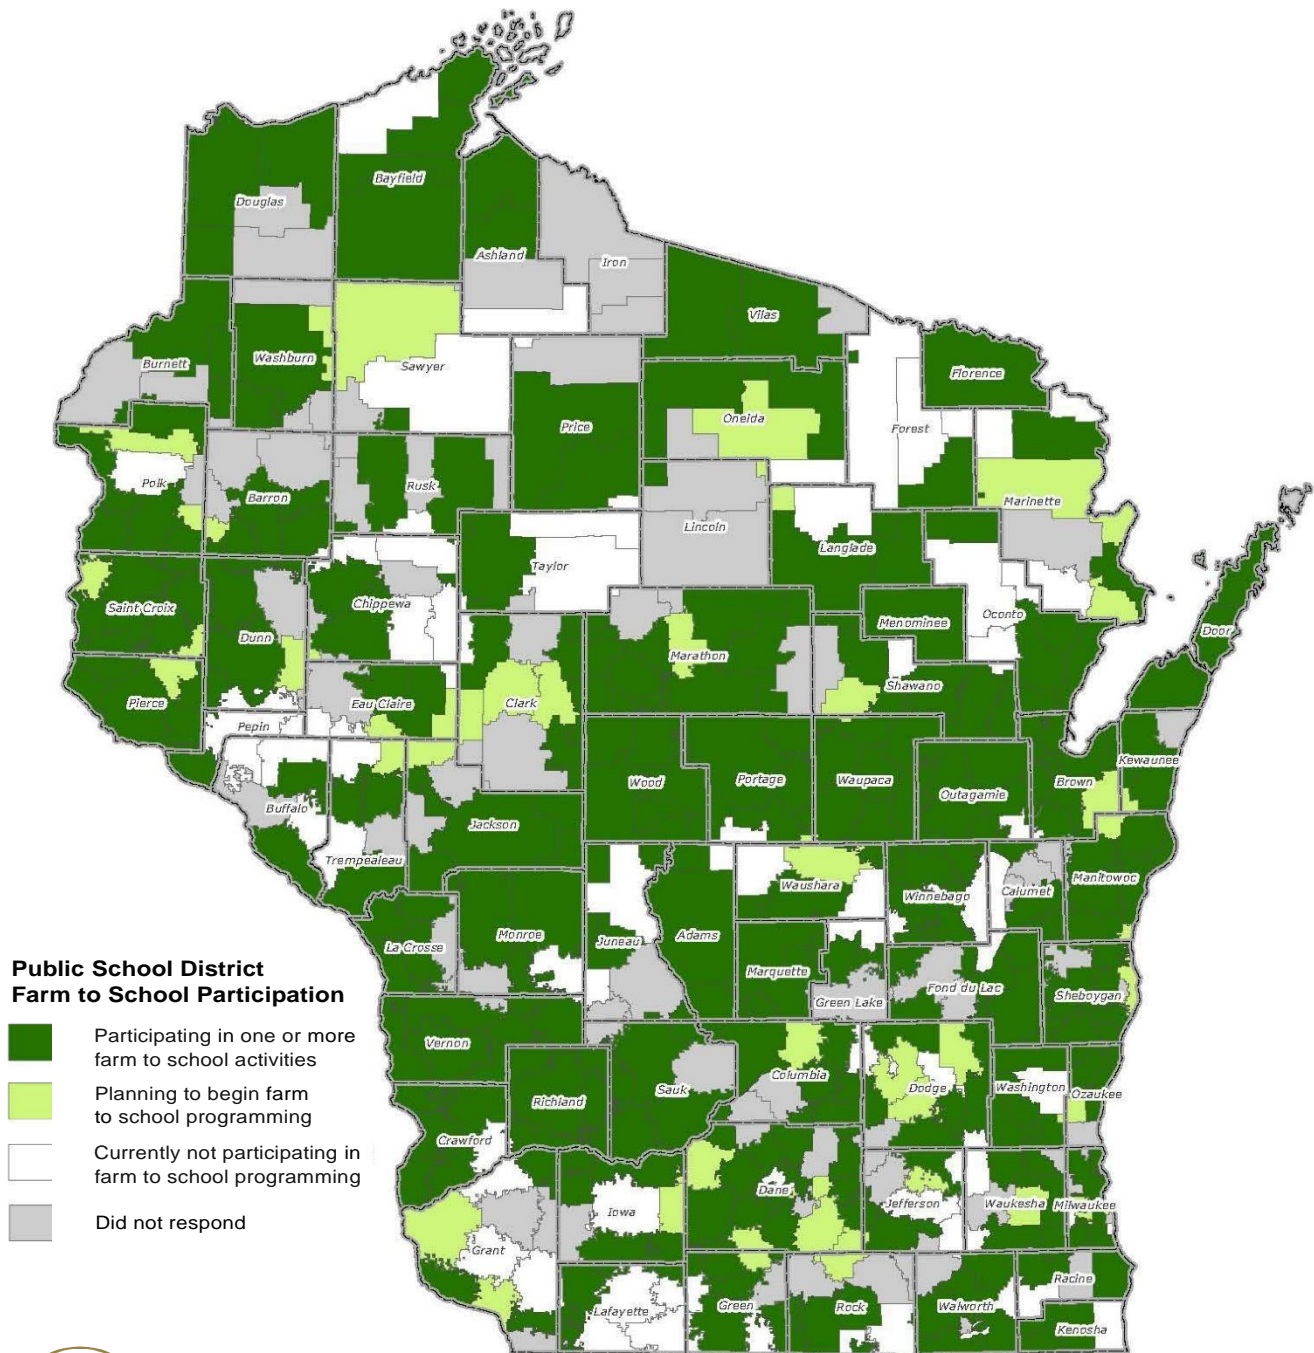 Bayfield
Douglas
Ashland
Iron
Vilas
Burnett
Washburn
Sawyer
Florence
Price
Oneida
Forest
Polk
Barron
Rusk
Marinette
Lincoln
Langlade
Taylor
Saint Croix
Chippewa
Dunn
Menominee
Oconto
Door
Marathon
Shawano
Pierce
Eau Claire
Clark
Pepin
Wood
Portage
Waupaca
Outagamie
Brown
Kewaunee
Buffalo
Jackson
Trempealeau
Waushara
Winnebago
Calumet
Manitowoc
La Crosse
Monroe
Juneau
Adams
Marquette
Green Lake
Fond du Lac
Sheboygan
Public School District
Farm to School Participation
Participating in one or more
farm to school activities
Planning to begin farm
to school programming
Currently not participating in
farm to school programming
Did not respond
Vernon
Richland
Sauk
Columbia
Dodge
Washington
Ozaukee
Crawford
Iowa
Dane
Jefferson
Waukesha
Milwaukee
Grant
Lafayette
Green
Rock
Walworth
Racine
Kenosha